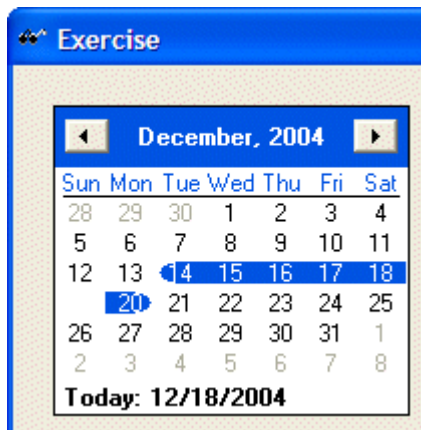 Exercise
December, 2004
Sun Mon Tue Wed Thu Fri Sat
28 29 30 1 2 3 4
5 6 7 8 9 10 11
12 13 14 15 16 17 18
20 21 22 23 24 25
26 27 28 29 30 31 1
2 3 4 5 6 7 8
Today: 12/18/2004